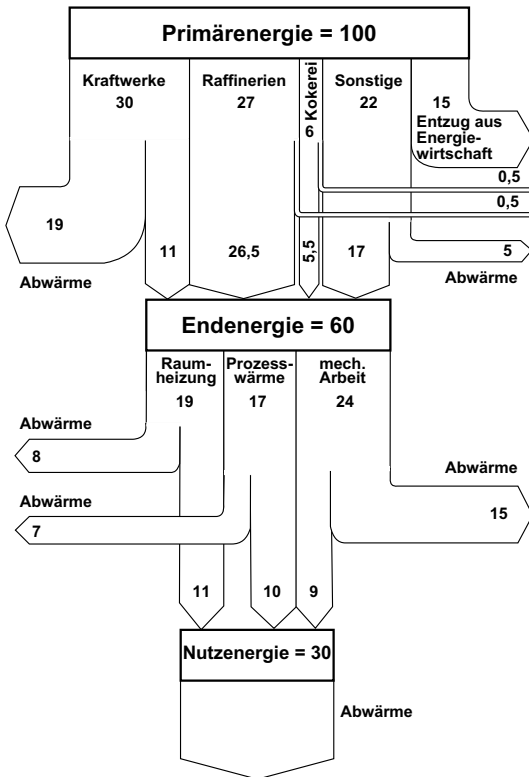 Primärenergie = 100
Kraftwerke
30
Raffinerien
27
Kokerei
6
Sonstige
22
15
Entzug aus
Energie-
wirtschaft
0,5
0,5
19
Abwärme
11
26,5
5,5
17
5
Abwärme
Endenergie = 60
Raum-
heizung
19
Prozess-
wärme
17
mech.
Arbeit
24
Abwärme
8
Abwärme
7
Abwärme
15
11
10
9
Nutzenergie = 30
Abwärme